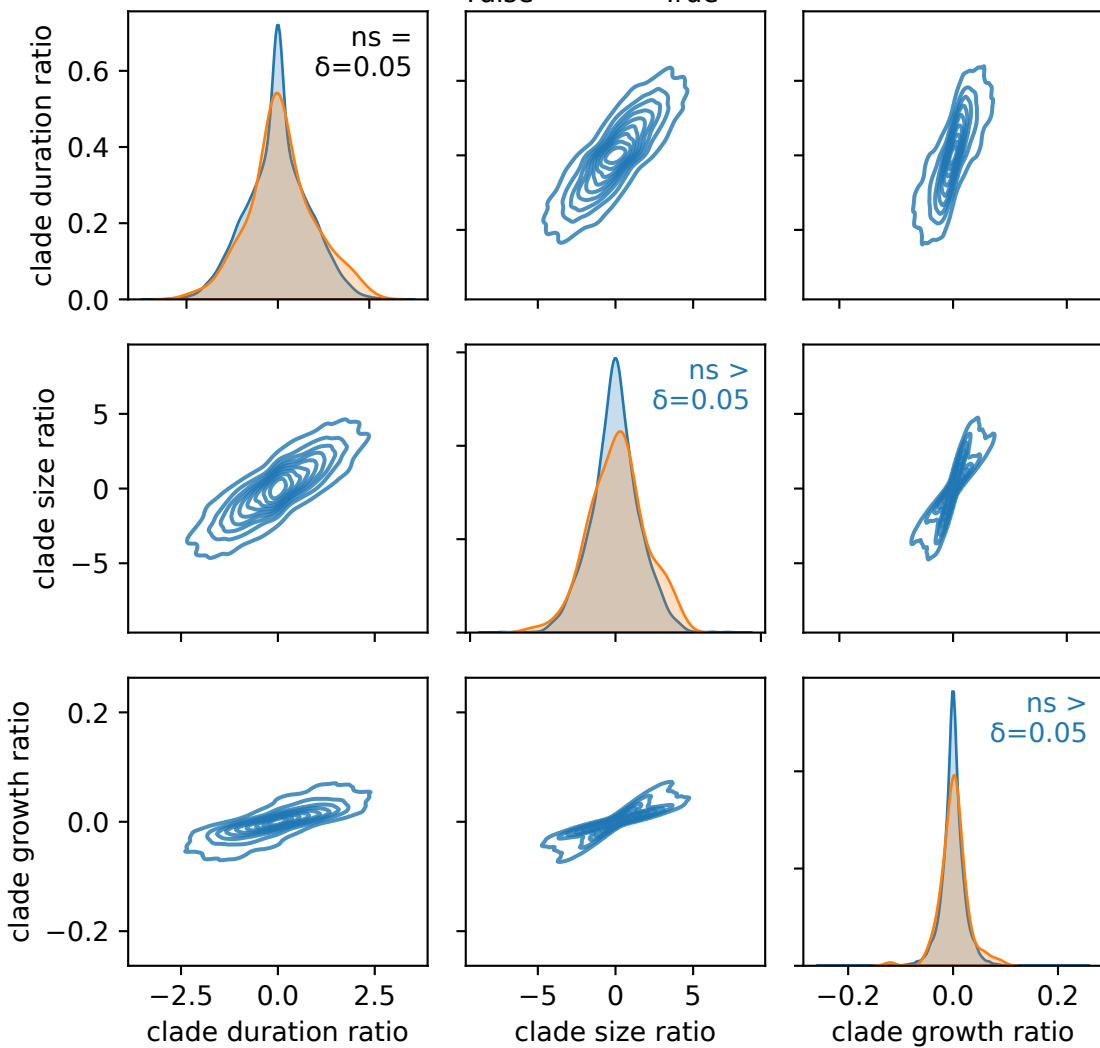 clade duration ratio
0.6
0.4
0.2
0.0
ns =
δ=0.05
clade size ratio
5
0
−5
ns >
δ=0.05
clade growth ratio
0.2
0.0
−0.2
ns >
δ=0.05
−2.5 0.0 2.5
−5 0 5
−0.2 0.0 0.2
clade duration ratio
clade size ratio
clade growth ratio